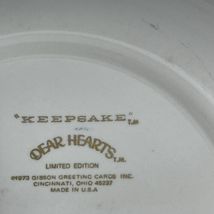 "KEEPSAKE" T.M.
DEAR HEARTS T.M.
LIMITED EDITION
©1973 GIBSON GREETING CARDS INC.
CINCINNATI, OHIO 45237
MADE IN U.S.A